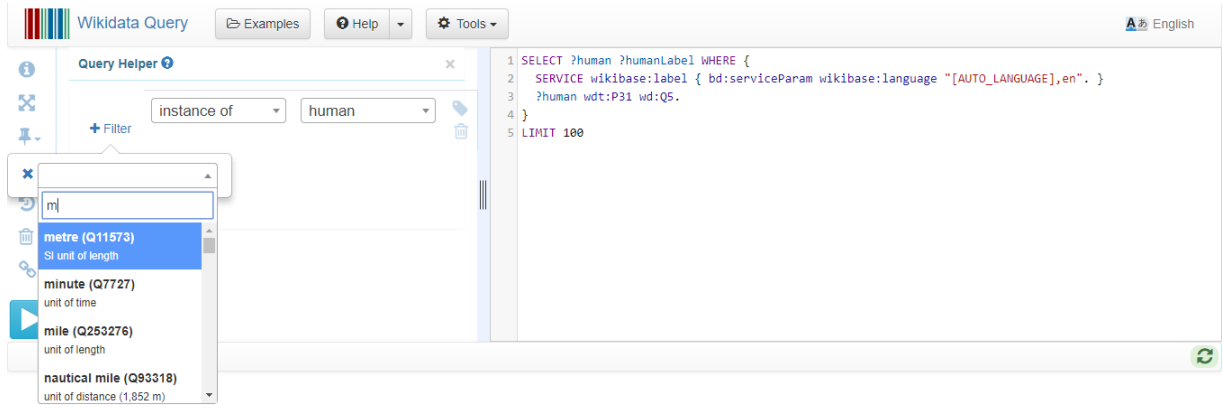 Wikidata Query
Examples
Help
Tools
English
Query Helper
instance of
human
Filter
m
metre (Q11573)
SI unit of length
minute (Q7727)
unit of time
mile (Q253276)
unit of length
nautical mile (Q93318)
unit of distance (1,852 m)
1 SELECT ?human ?humanLabel WHERE {
2 SERVICE wikibase:label { bd:serviceParam wikibase:language "[AUTO_LANGUAGE],en". }
3 ?human wdt:P31 wd:Q5.
4 }
5 LIMIT 100